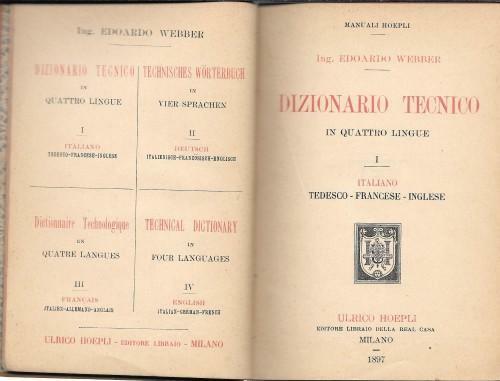 Ing. EDOARDO WEBBER
DIZIONARIO TECNICO
IN
QUATTRO LINGUE
I
ITALIANO
TEDESCO-FRANCESE-INGLESE
TECHNISCHES WÖRTERBUCH
IN
VIER SPRACHEN
II
DEUTSCH
ITALIENISCH-FRANZÖSISCH-ENGLISCH
Dictionnaire Technologique
EN
QUATRE LANGUES
III
FRANCAIS
ITALIEN-ALLEMAND-ANGLAIS
TECHNICAL DICTIONARY
IN
FOUR LANGUAGES
IV
ENGLISH
ITALIAN-GERMAN-FRENCH
ULRICO HOEPLI - EDITORE LIBRAIO - MILANO
MANUALI HOEPLI
Ing. EDOARDO WEBBER
DIZIONARIO TECNICO
IN QUATTRO LINGUE
I
ITALIANO
TEDESCO - FRANCESE - INGLESE
ULRICO HOEPLI
EDITORE LIBRAIO DELLA REAL CASA
MILANO
1897